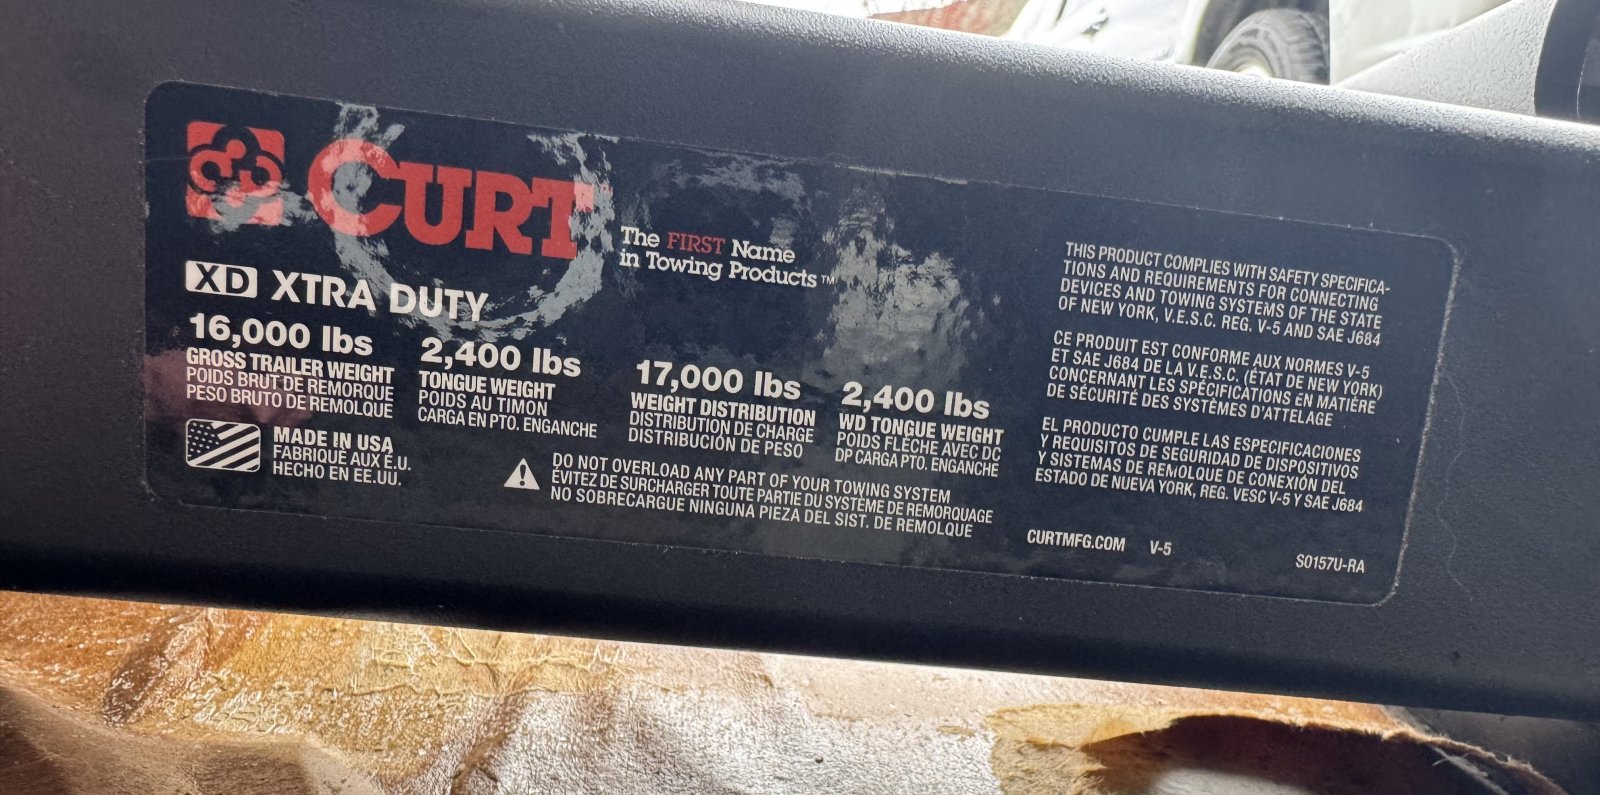 CURT
The FIRST Name
in Towing Products™
XD XTRA DUTY
16,000 lbs
GROSS TRAILER WEIGHT
POIDS BRUT DE REMORQUE
PESO BRUTO DE REMOLQUE
2,400 lbs
TONGUE WEIGHT
POIDS AU TIMON
CARGA EN PTO. ENGANCHE
17,000 lbs
WEIGHT DISTRIBUTION
DISTRIBUTION DE CHARGE
DISTRIBUCIÓN DE PESO
2,400 lbs
WD TONGUE WEIGHT
POIDS FLÈCHE AVEC DC
DP CARGA PTO. ENGANCHE
MADE IN USA
FABRIQUÉ AUX É.U.
HECHO EN EE.UU.
DO NOT OVERLOAD ANY PART OF YOUR TOWING SYSTEM
ÉVITEZ DE SURCHARGER TOUTE PARTIE DU SYSTÈME DE REMORQUAGE
NO SOBRECARGUE NINGUNA PIEZA DEL SIST. DE REMOLQUE
THIS PRODUCT COMPLIES WITH SAFETY SPECIFICA-
TIONS AND REQUIREMENTS FOR CONNECTING
DEVICES AND TOWING SYSTEMS OF THE STATE
OF NEW YORK, V.E.S.C. REG. V-5 AND SAE J684
CE PRODUIT EST CONFORME AUX NORMES V-5
ET SAE J684 DE LA V.E.S.C. (ÉTAT DE NEW YORK)
CONCERNANT LES SPÉCIFICATIONS EN MATIÈRE
DE SÉCURITÉ DES SYSTÈMES D'ATTELAGE
EL PRODUCTO CUMPLE LAS ESPECIFICACIONES
Y REQUISITOS DE SEGURIDAD DE DISPOSITIVOS
Y SISTEMAS DE REMOLQUE DE CONEXIÓN DEL
ESTADO DE NUEVA YORK, REG. VESC V-5 Y SAE J684
CURTMFG.COM V-5
S0157U-RA